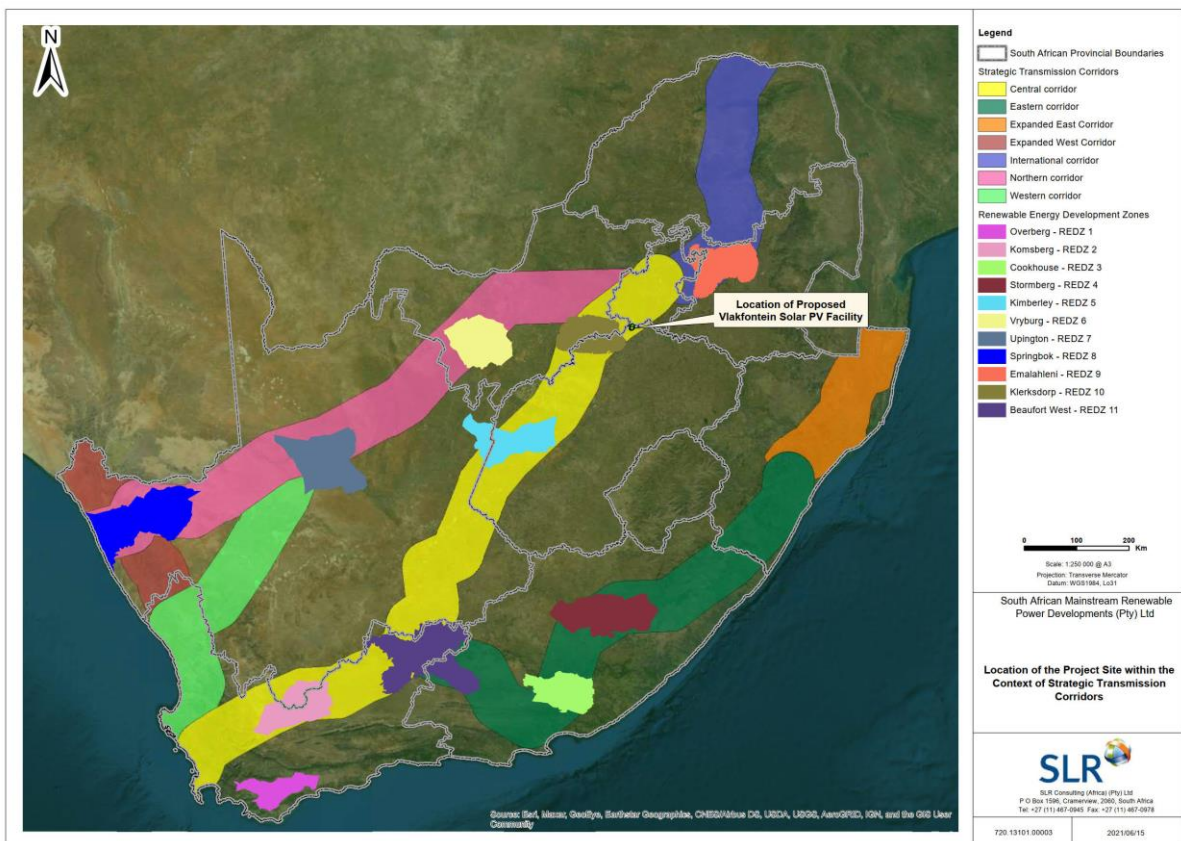 N
Location of Proposed
Vlakfontein Solar PV Facility
Source: Esri, Maxar, GeoEye, Earthstar Geographics, CNES/Airbus DS, USDA, USGS, AeroGRID, IGN, and the GIS User
Community
Legend
South African Provincial Boundaries
Strategic Transmission Corridors
Central corridor
Eastern corridor
Expanded East Corridor
Expanded West Corridor
International corridor
Northern corridor
Western corridor
Renewable Energy Development Zones
Overberg - REDZ 1
Komsberg - REDZ 2
Cookhouse - REDZ 3
Stormberg - REDZ 4
Kimberley - REDZ 5
Vryburg - REDZ 6
Upington - REDZ 7
Springbok - REDZ 8
Emalahleni - REDZ 9
Klerksdorp - REDZ 10
Beaufort West - REDZ 11
0 100 200
Km
Scale: 1:250 000 @ A3
Projection: Transverse Mercator
Datum: WGS1984, Lo31
South African Mainstream Renewable
Power Developments (Pty) Ltd
Location of the Project Site within the
Context of Strategic Transmission
Corridors
SLR
SLR Consulting (Africa) (Pty) Ltd
P O Box 1596, Cramerview, 2060, South Africa
Tel: +27 (11) 467-0945 Fax: +27 (11) 467-0978
720.13101.00003 2021/06/15